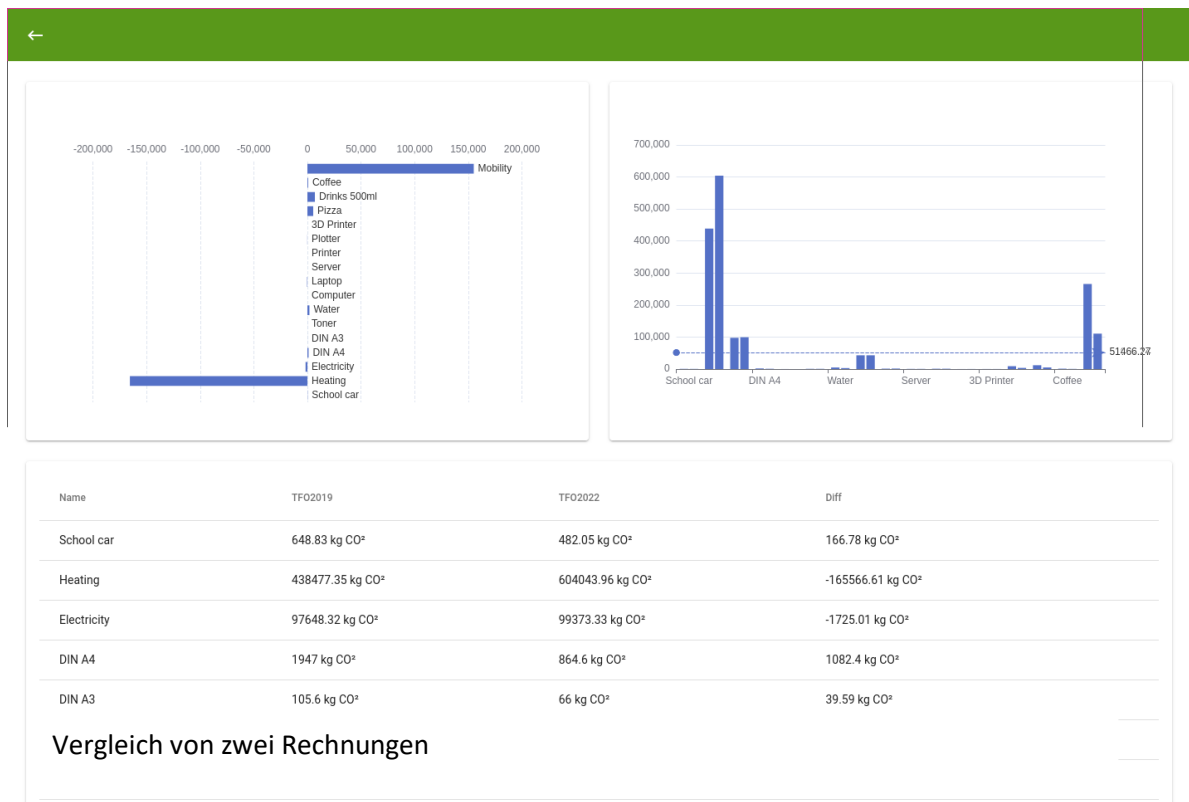 ←
-200,000 -150,000 -100,000 -50,000 0 50,000 100,000 150,000 200,000
Mobility
Coffee
Drinks 500ml
Pizza
3D Printer
Plotter
Printer
Server
Laptop
Computer
Water
Toner
DIN A3
DIN A4
Electricity
Heating
School car
700,000
600,000
500,000
400,000
300,000
200,000
100,000
0
School car DIN A4 Water Server 3D Printer Coffee
Name TFO2019 TFO2022 Diff
School car 648.83 kg CO² 482.05 kg CO² 166.78 kg CO²
Heating 438477.35 kg CO² 604043.96 kg CO² -165566.61 kg CO²
Electricity 97648.32 kg CO² 99373.33 kg CO² -1725.01 kg CO²
DIN A4 1947 kg CO² 864.6 kg CO² 1082.4 kg CO²
DIN A3 105.6 kg CO² 66 kg CO² 39.59 kg CO²
Vergleich von zwei Rechnungen